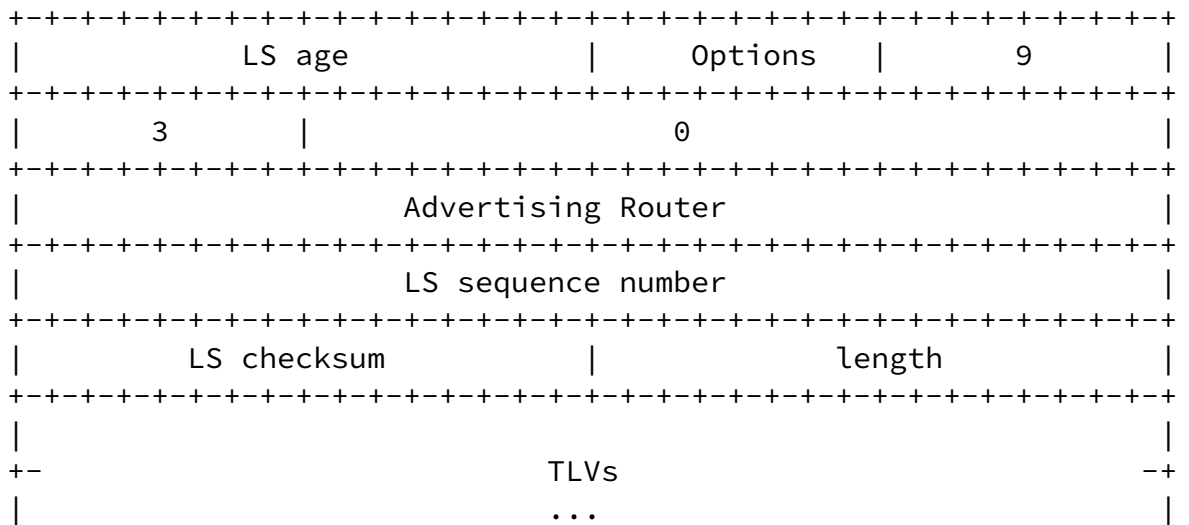 +-+-+-+-+-+-+-+-+-+-+-+-+-+-+-+-+-+-+-+-+-+-+-+-+-+-+-+-+-+-+-+-+
|            LS age             |     Options   |       9       |
+-+-+-+-+-+-+-+-+-+-+-+-+-+-+-+-+-+-+-+-+-+-+-+-+-+-+-+-+-+-+-+-+
|       3       |                    0                          |
+-+-+-+-+-+-+-+-+-+-+-+-+-+-+-+-+-+-+-+-+-+-+-+-+-+-+-+-+-+-+-+-+
|                     Advertising Router                        |
+-+-+-+-+-+-+-+-+-+-+-+-+-+-+-+-+-+-+-+-+-+-+-+-+-+-+-+-+-+-+-+-+
|                     LS sequence number                        |
+-+-+-+-+-+-+-+-+-+-+-+-+-+-+-+-+-+-+-+-+-+-+-+-+-+-+-+-+-+-+-+-+
|         LS checksum           |             length            |
+-+-+-+-+-+-+-+-+-+-+-+-+-+-+-+-+-+-+-+-+-+-+-+-+-+-+-+-+-+-+-+-+
|                                                               |
+-                            TLVs                             -+
|                             ...                               |